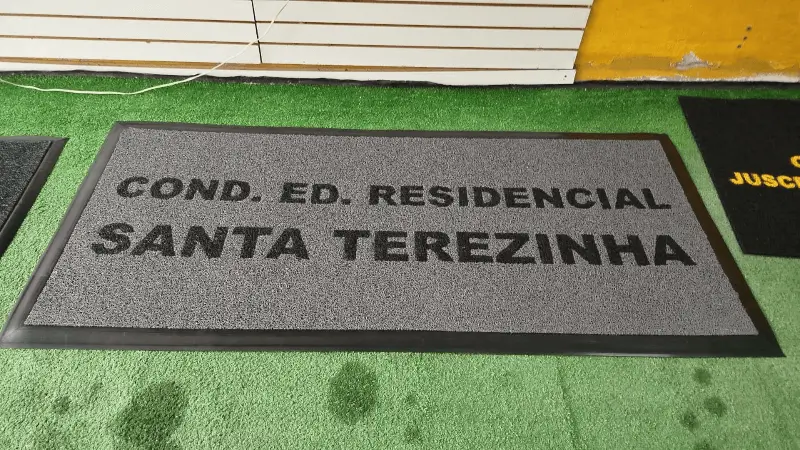 COND. ED. RESIDENCIAL
SANTA TEREZINHA